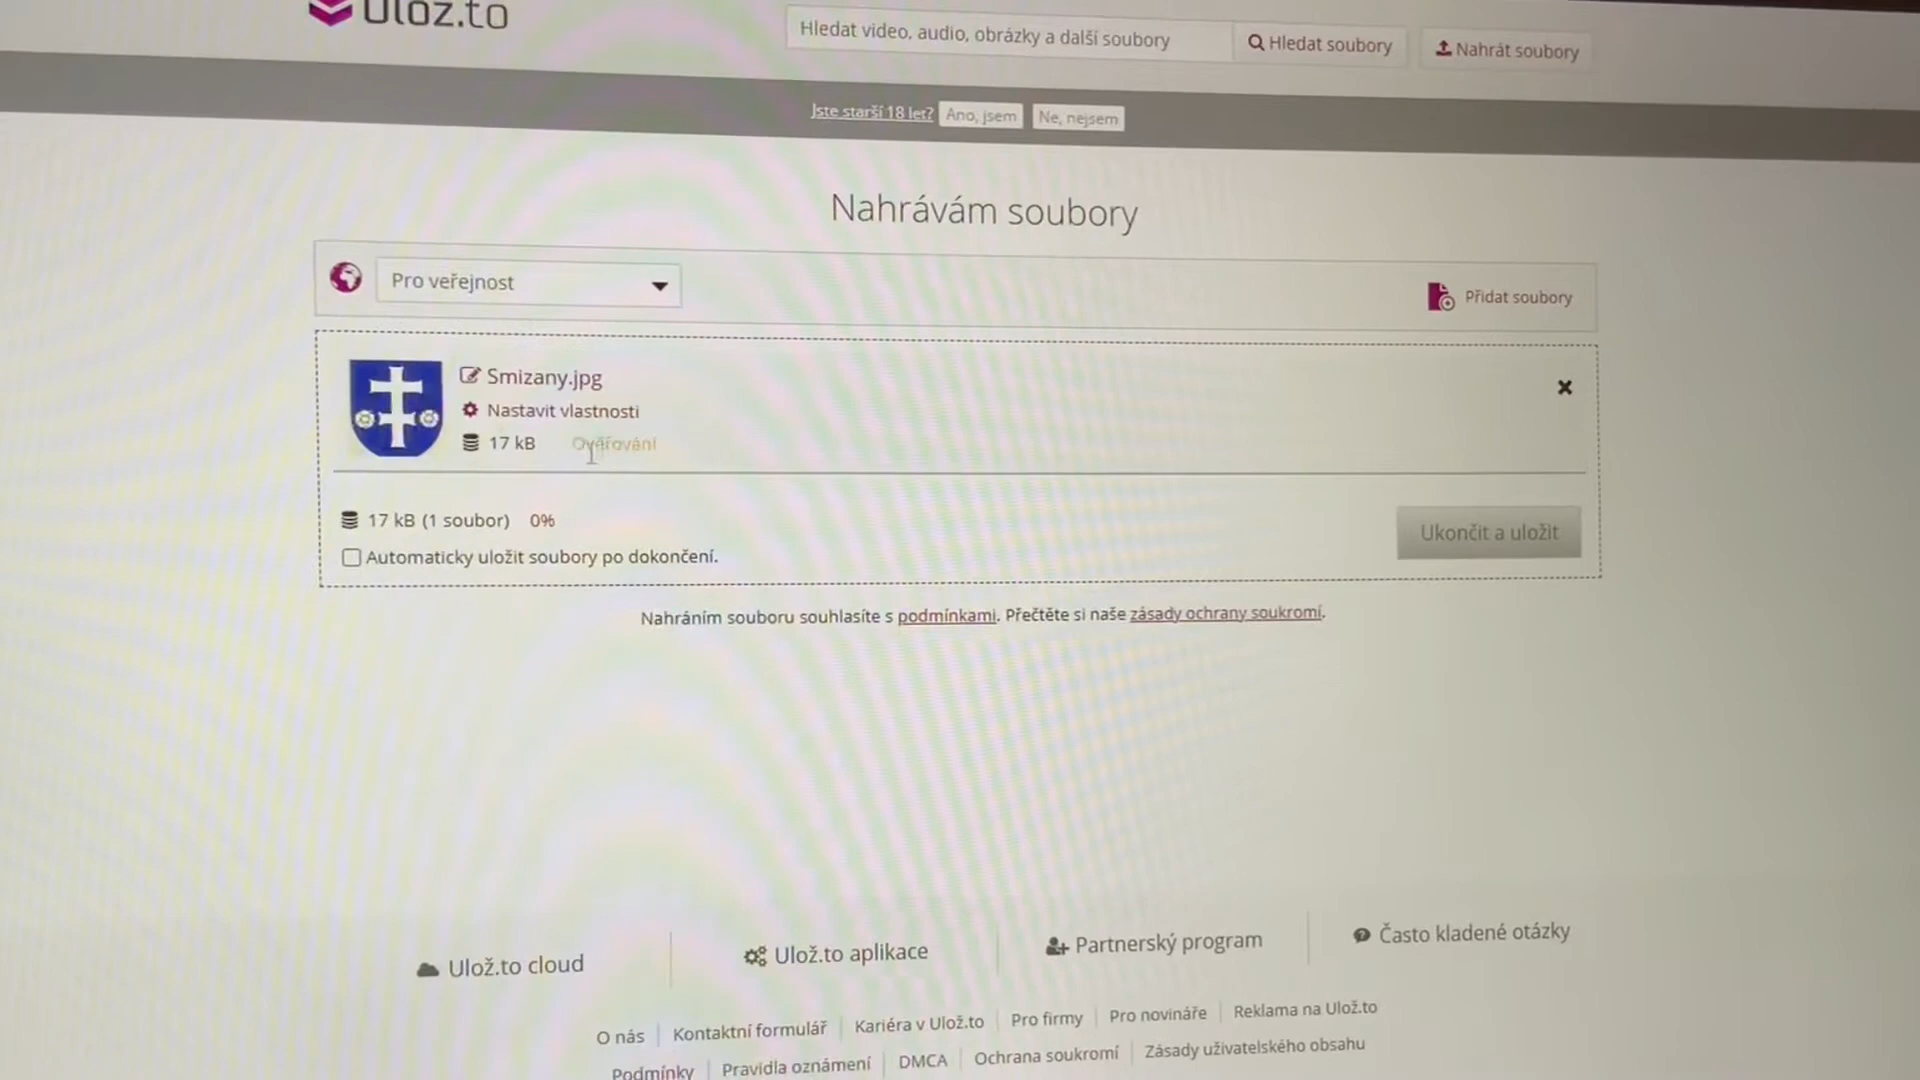 Ulož.to
Hledat video, audio, obrázky a další soubory
Hledat soubory
Nahrát soubory
Jste starší 18 let?
Ano, jsem
Ne, nejsem
Nahrávám soubory
Pro veřejnost
Přidat soubory
Smizany.jpg
Nastavit vlastnosti
17 kB
Ověřování
17 kB (1 soubor)
0%
Ukončit a uložit
Automaticky uložit soubory po dokončení.
Nahráním souboru souhlasíte s podmínkami. Přečtěte si naše zásady ochrany soukromí.
Ulož.to cloud
Ulož.to aplikace
Partnerský program
Často kladené otázky
O nás
Kontaktní formulář
Kariéra v Ulož.to
Pro firmy
Pro novináře
Reklama na Ulož.to
Podmínky
Pravidla oznámení
DMCA
Ochrana soukromí
Zásady uživatelského obsahu